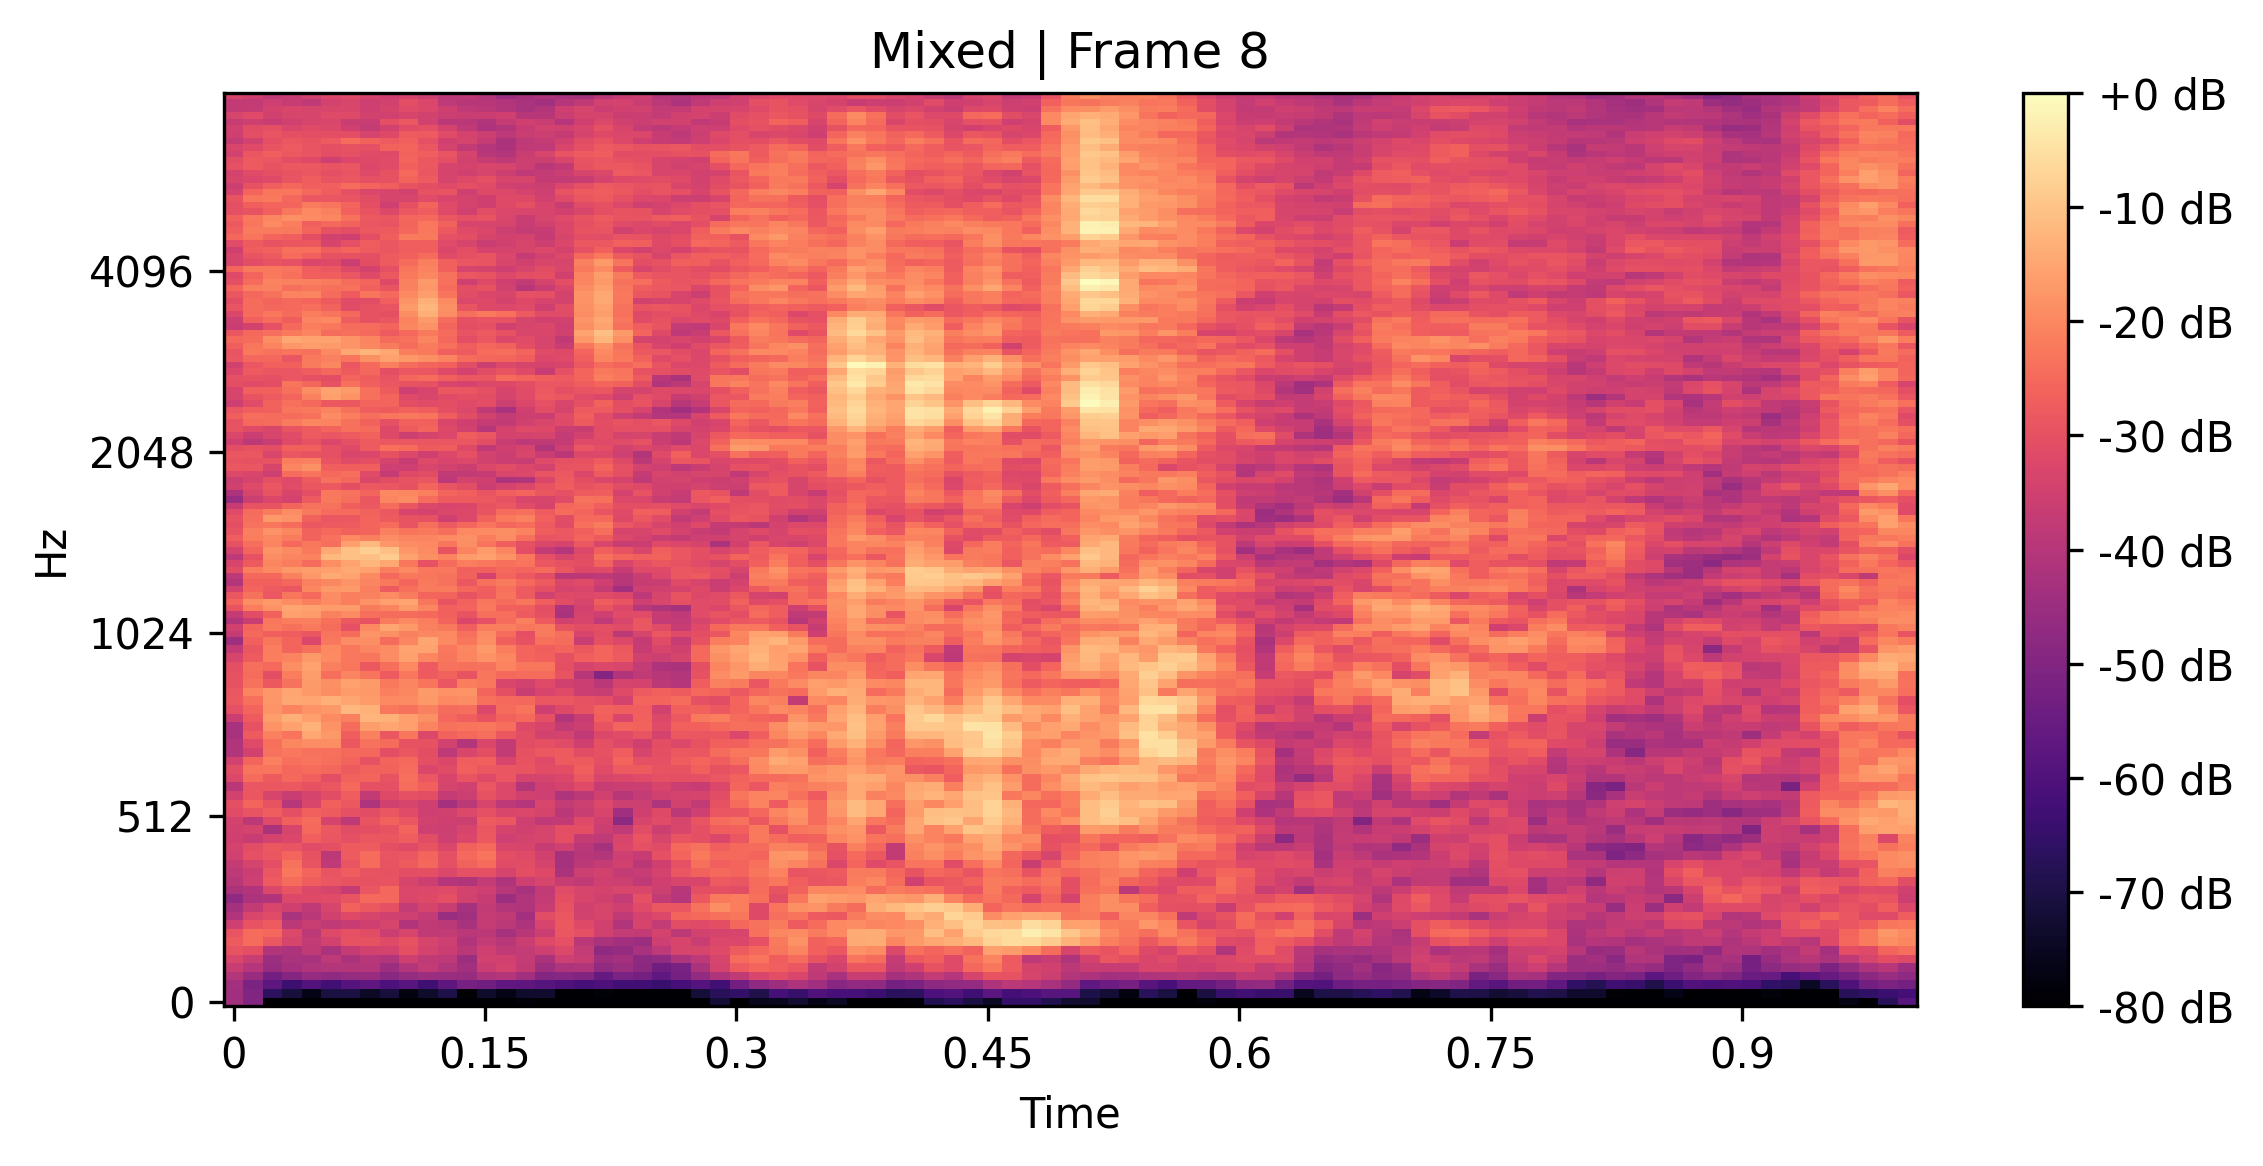 Mixed | Frame 8
Hz
4096
2048
1024
512
0
0 0.15 0.3 0.45 0.6 0.75 0.9
Time
+0 dB
-10 dB
-20 dB
-30 dB
-40 dB
-50 dB
-60 dB
-70 dB
-80 dB